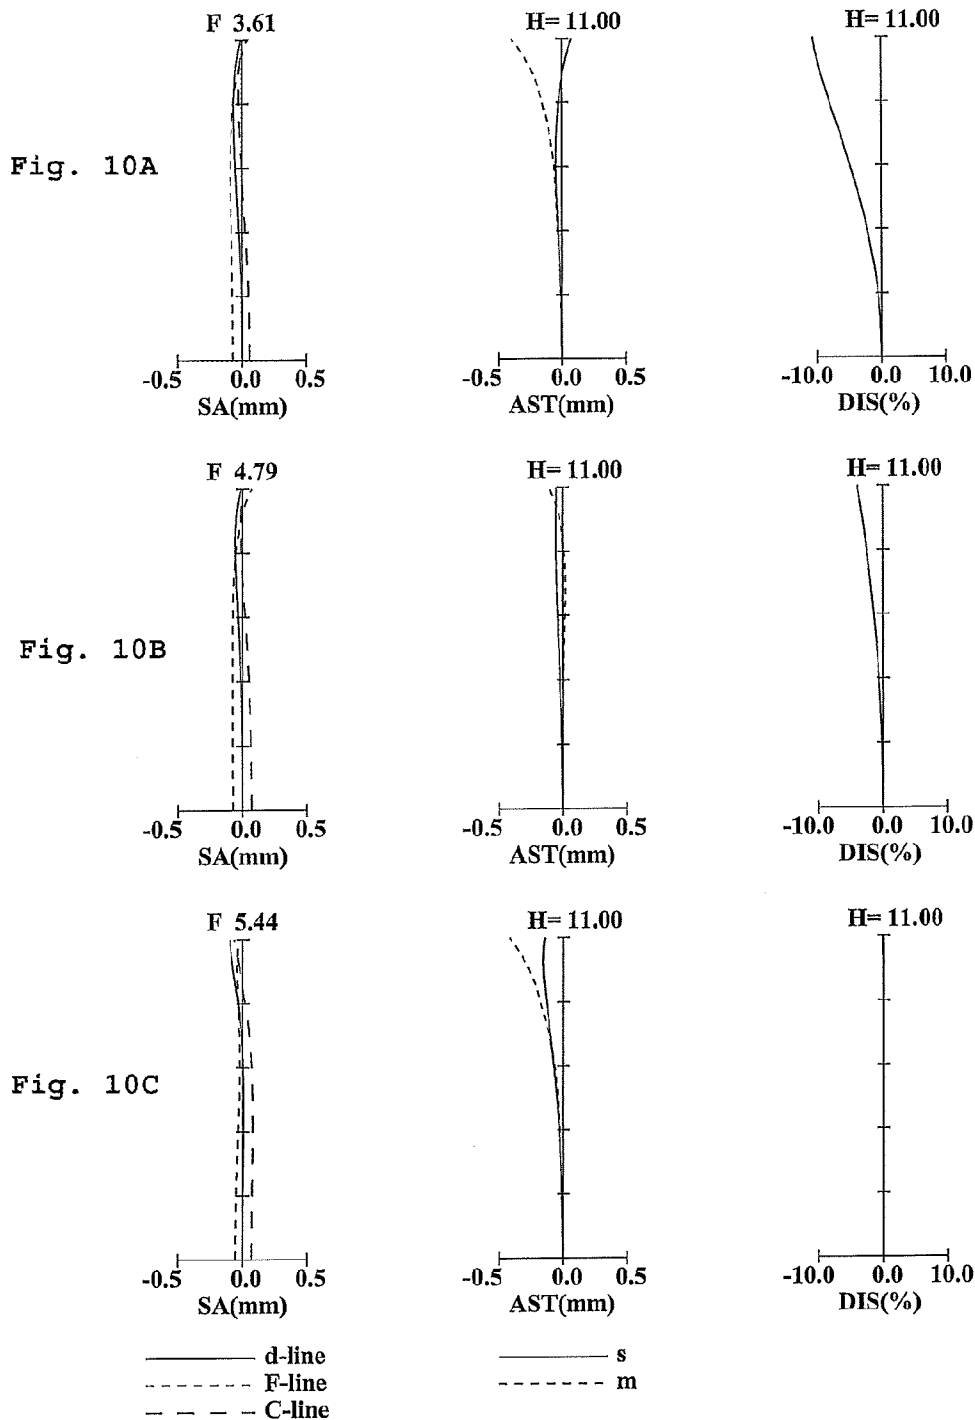 F 3.61 H= 11.00 H= 11.00
Fig. 10A
-0.5 0.0 0.5 -0.5 0.0 0.5 -10.0 0.0 10.0
SA(mm) AST(mm) DIS(%)
F 4.79 H= 11.00 H= 11.00
Fig. 10B
-0.5 0.0 0.5 -0.5 0.0 0.5 -10.0 0.0 10.0
SA(mm) AST(mm) DIS(%)
F 5.44 H= 11.00 H= 11.00
Fig. 10C
-0.5 0.0 0.5 -0.5 0.0 0.5 -10.0 0.0 10.0
SA(mm) AST(mm) DIS(%)
d-line s
F-line m
C-line